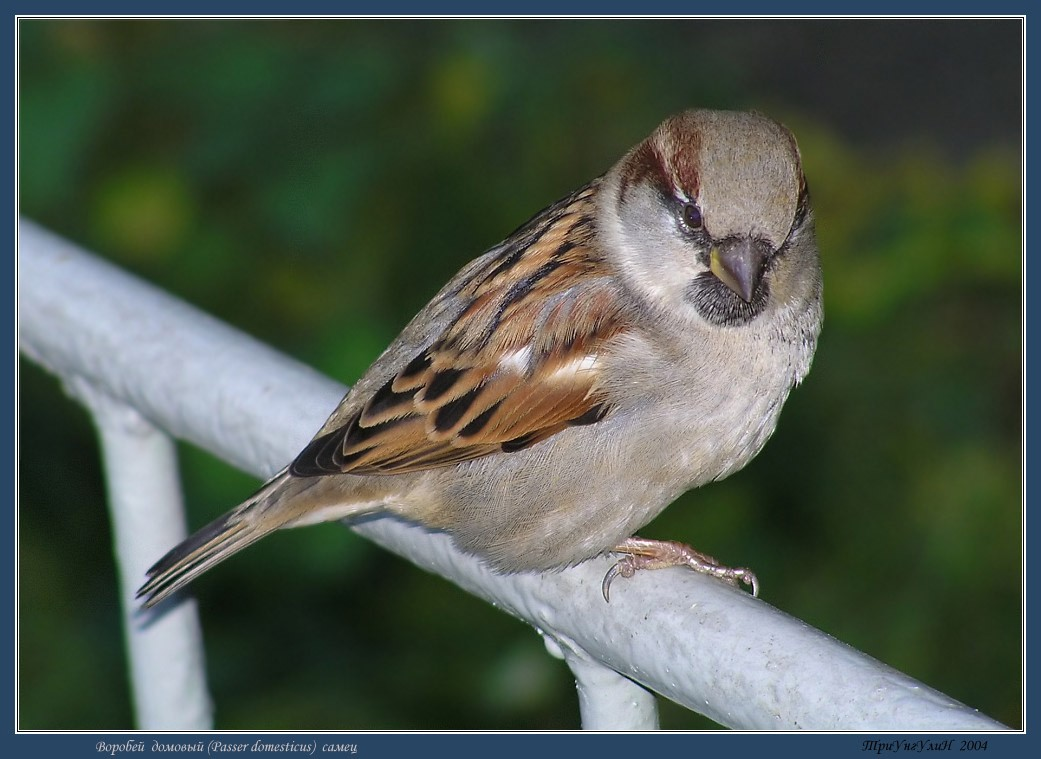 Воробей домовый (Passer domesticus) самец
ТриУнгУлиН 2004